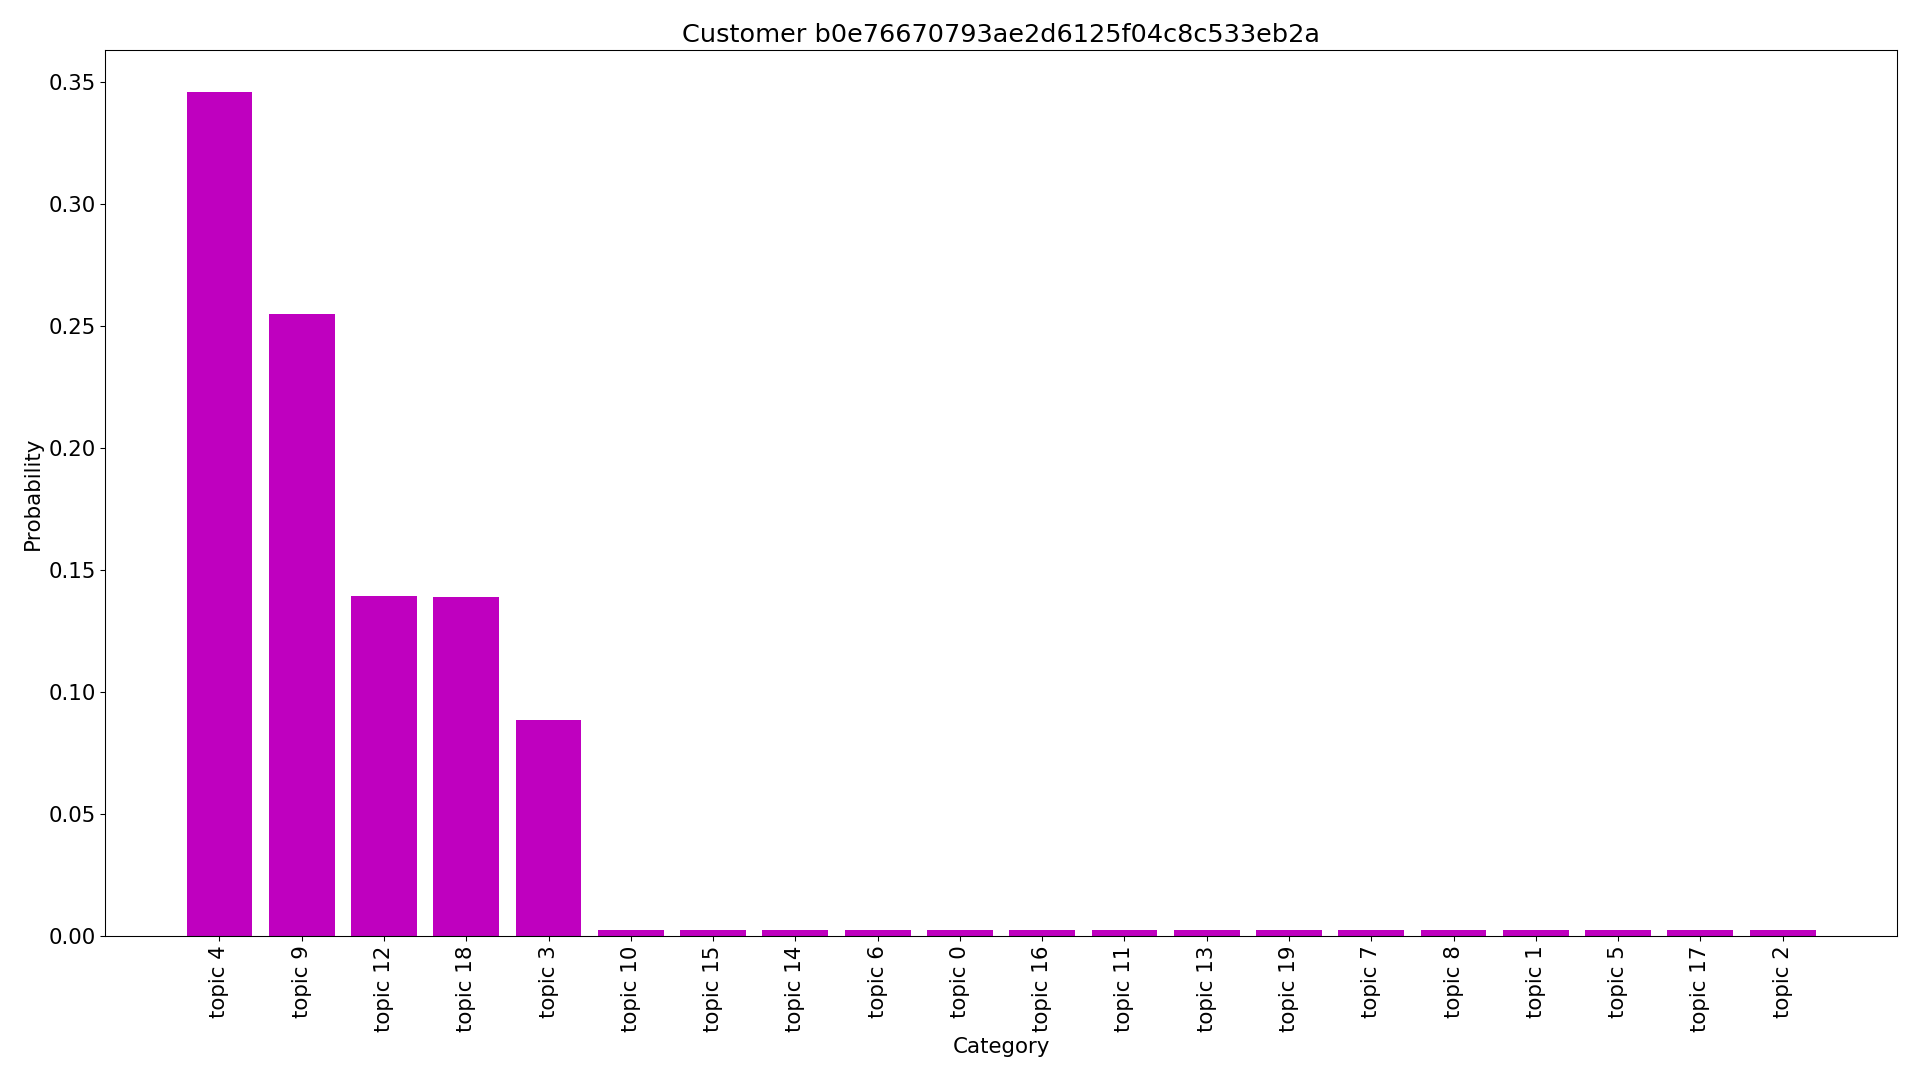 Customer b0e76670793ae2d6125f04c8c533eb2a
0.35
0.30
0.25
0.20
0.15
0.10
0.05
0.00
Probability
topic 4
topic 9
topic 12
topic 18
topic 3
topic 10
topic 15
topic 14
topic 6
topic 0
topic 16
topic 11
topic 13
topic 19
topic 7
topic 8
topic 1
topic 5
topic 17
topic 2
Category